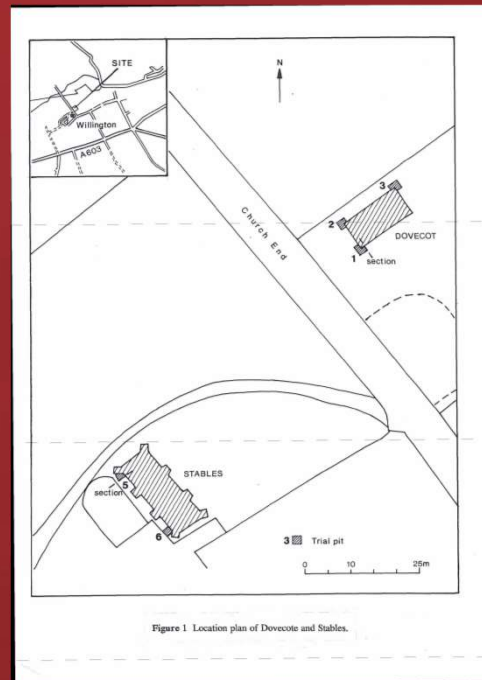 SITE
Willington
A603
N
Church End
3
2
DOVECOT
1
section
STABLES
section
5
6
3 Trial pit
0 10 25m
Figure 1 Location plan of Dovecote and Stables.